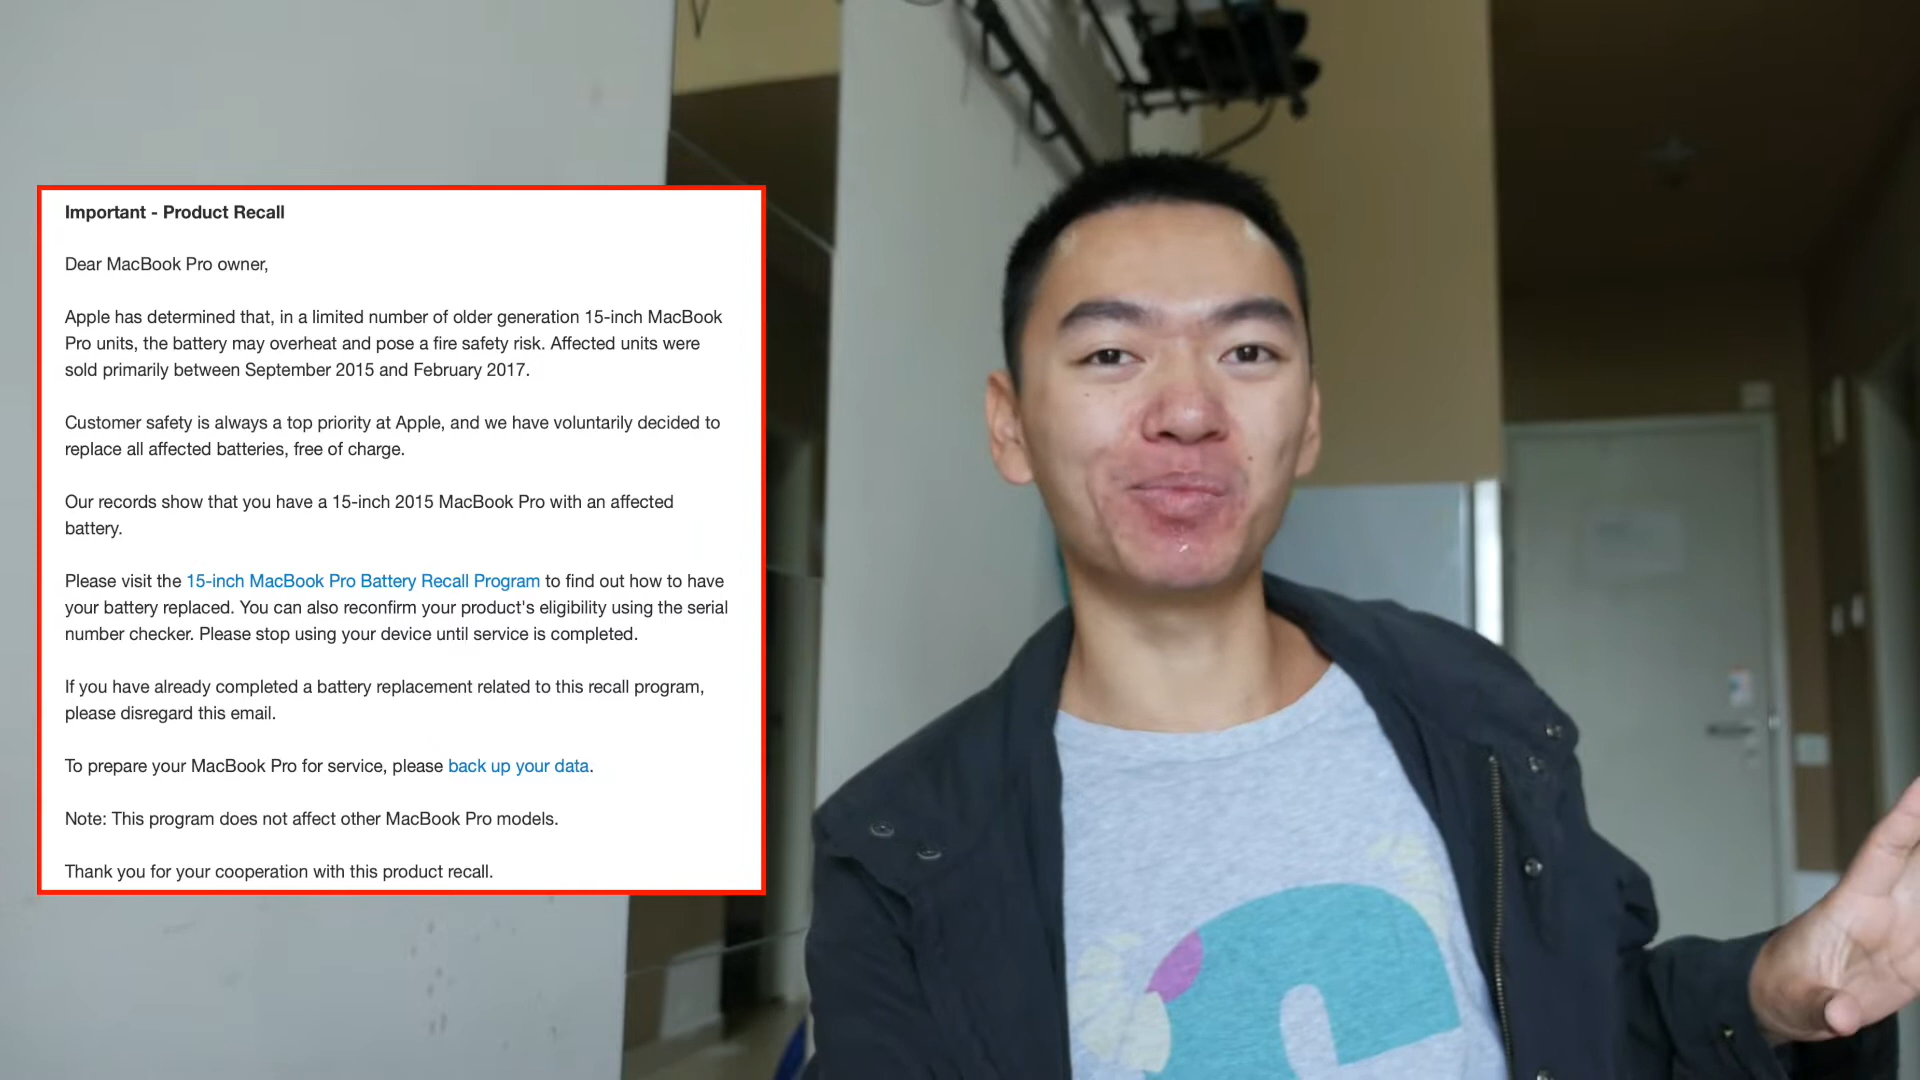 Important - Product Recall
Dear MacBook Pro owner,
Apple has determined that, in a limited number of older generation 15-inch MacBook
Pro units, the battery may overheat and pose a fire safety risk. Affected units were
sold primarily between September 2015 and February 2017.
Customer safety is always a top priority at Apple, and we have voluntarily decided to
replace all affected batteries, free of charge.
Our records show that you have a 15-inch 2015 MacBook Pro with an affected
battery.
Please visit the 15-inch MacBook Pro Battery Recall Program to find out how to have
your battery replaced. You can also reconfirm your product's eligibility using the serial
number checker. Please stop using your device until service is completed.
If you have already completed a battery replacement related to this recall program,
please disregard this email.
To prepare your MacBook Pro for service, please back up your data.
Note: This program does not affect other MacBook Pro models.
Thank you for your cooperation with this product recall.